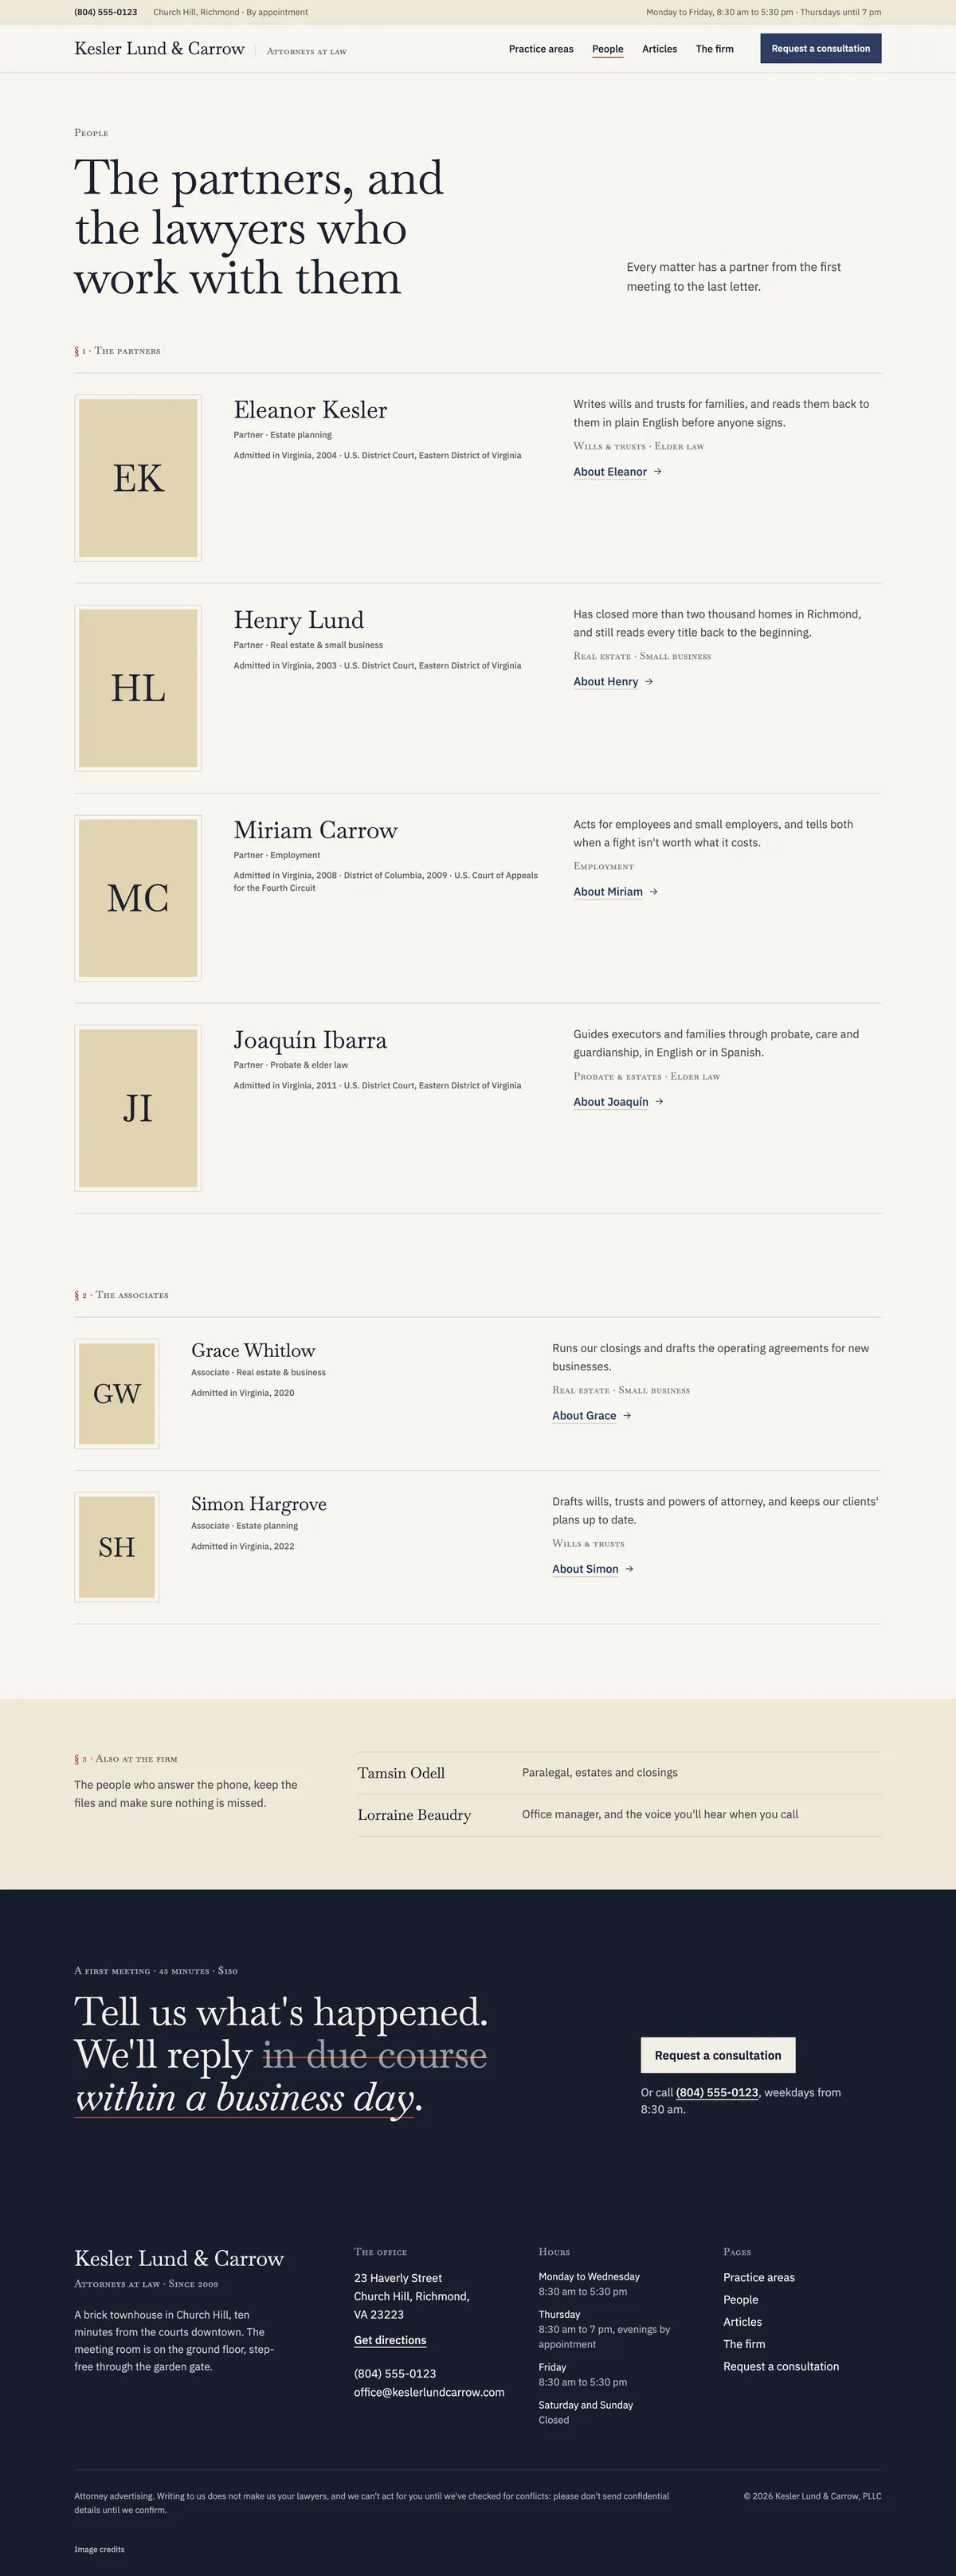 (804) 555-0123 Church Hill, Richmond · By appointment Monday to Friday, 8:30 am to 5:30 pm · Thursdays until 7 pm
Kesler Lund & Carrow Attorneys at law Practice areas People Articles The firm Request a consultation
People
The partners, and
the lawyers who
work with them
Every matter has a partner from the first
meeting to the last letter.
§ 1 · The partners
EK
Eleanor Kesler
Partner · Estate planning
Admitted in Virginia, 2004 · U.S. District Court, Eastern District of Virginia
Writes wills and trusts for families, and reads them back to
them in plain English before anyone signs.
Wills & trusts · Elder law
About Eleanor →
HL
Henry Lund
Partner · Real estate & small business
Admitted in Virginia, 2003 · U.S. District Court, Eastern District of Virginia
Has closed more than two thousand homes in Richmond,
and still reads every title back to the beginning.
Real estate · Small business
About Henry →
MC
Miriam Carrow
Partner · Employment
Admitted in Virginia, 2008 · District of Columbia, 2009 · U.S. Court of Appeals
for the Fourth Circuit
Acts for employees and small employers, and tells both
when a fight isn't worth what it costs.
Employment
About Miriam →
JI
Joaquín Ibarra
Partner · Probate & elder law
Admitted in Virginia, 2011 · U.S. District Court, Eastern District of Virginia
Guides executors and families through probate, care and
guardianship, in English or in Spanish.
Probate & estates · Elder law
About Joaquín →
§ 2 · The associates
GW
Grace Whitlow
Associate · Real estate & business
Admitted in Virginia, 2020
Runs our closings and drafts the operating agreements for new
businesses.
Real estate · Small business
About Grace →
SH
Simon Hargrove
Associate · Estate planning
Admitted in Virginia, 2022
Drafts wills, trusts and powers of attorney, and keeps our clients'
plans up to date.
Wills & trusts
About Simon →
§ 3 · Also at the firm
The people who answer the phone, keep the
files and make sure nothing is missed.
Tamsin Odell Paralegal, estates and closings
Lorraine Beaudry Office manager, and the voice you'll hear when you call
A first meeting · 45 minutes · $150
Tell us what's happened.
We'll reply in due course
within a business day.
Request a consultation
Or call (804) 555-0123, weekdays from
8:30 am.
Kesler Lund & Carrow
Attorneys at law · Since 2009
A brick townhouse in Church Hill, ten
minutes from the courts downtown. The
meeting room is on the ground floor, step-
free through the garden gate.
The office
23 Haverly Street
Church Hill, Richmond,
VA 23223
Get directions
(804) 555-0123
office@keslerlundcarrow.com
Hours
Monday to Wednesday
8:30 am to 5:30 pm
Thursday
8:30 am to 7 pm, evenings by
appointment
Friday
8:30 am to 5:30 pm
Saturday and Sunday
Closed
Pages
Practice areas
People
Articles
The firm
Request a consultation
Attorney advertising. Writing to us does not make us your lawyers, and we can't act for you until we've checked for conflicts: please don't send confidential
details until we confirm.
© 2026 Kesler Lund & Carrow, PLLC
Image credits